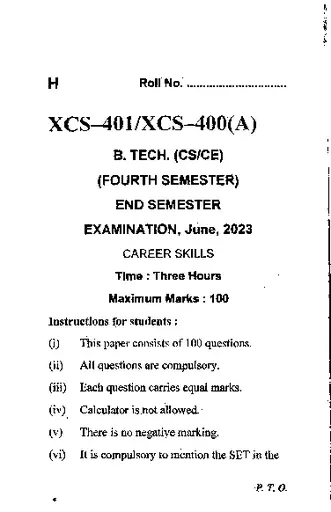 H Roll No. ..............................
XCS–401/XCS–400(A)
B. TECH. (CS/CE)
(FOURTH SEMESTER)
END SEMESTER
EXAMINATION, June, 2023
CAREER SKILLS
Time : Three Hours
Maximum Marks : 100
Instructions for students :
(i) This paper consists of 100 questions.
(ii) All questions are compulsory.
(iii) Each question carries equal marks.
(iv) Calculator is not allowed.
(v) There is no negative marking.
(vi) It is compulsory to mention the SET in the
P. T. O.